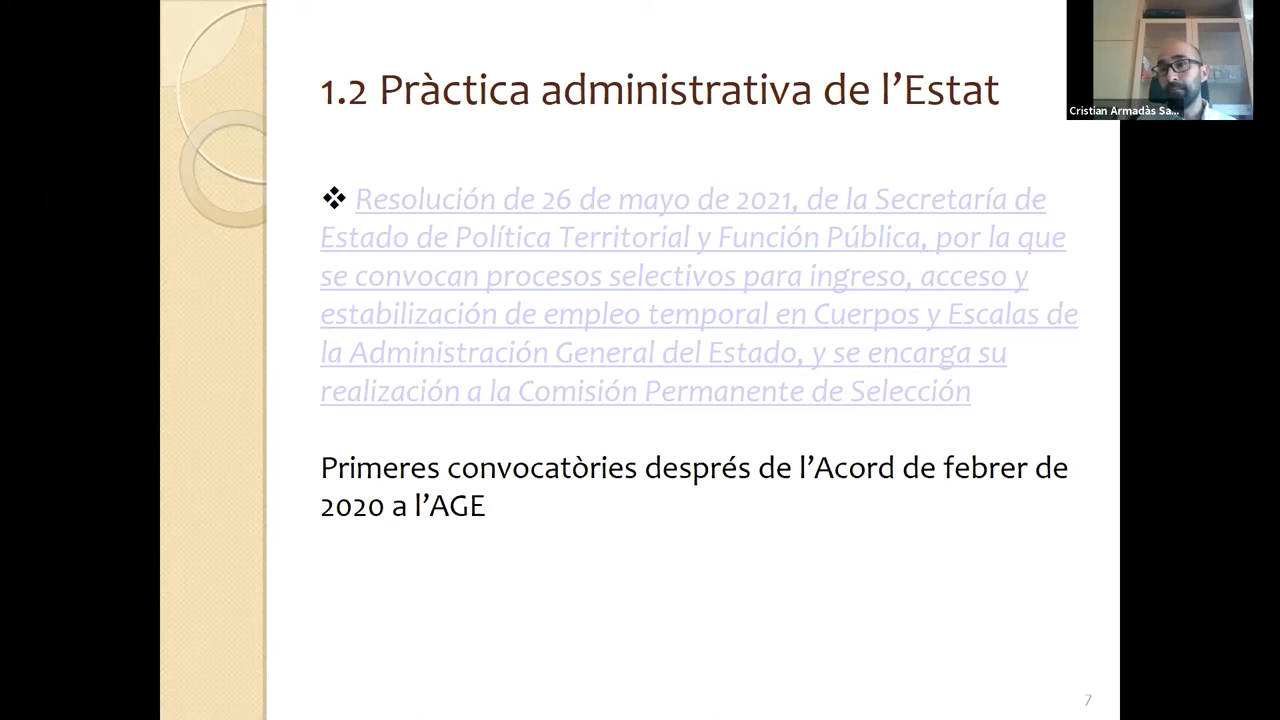 1.2 Pràctica administrativa de l’Estat
Cristian Armadàs Sa...
Resolución de 26 de mayo de 2021, de la Secretaría de
Estado de Política Territorial y Función Pública, por la que
se convocan procesos selectivos para ingreso, acceso y
estabilización de empleo temporal en Cuerpos y Escalas de
la Administración General del Estado, y se encarga su
realización a la Comisión Permanente de Selección
Primeres convocatòries després de l’Acord de febrer de
2020 a l’AGE
7